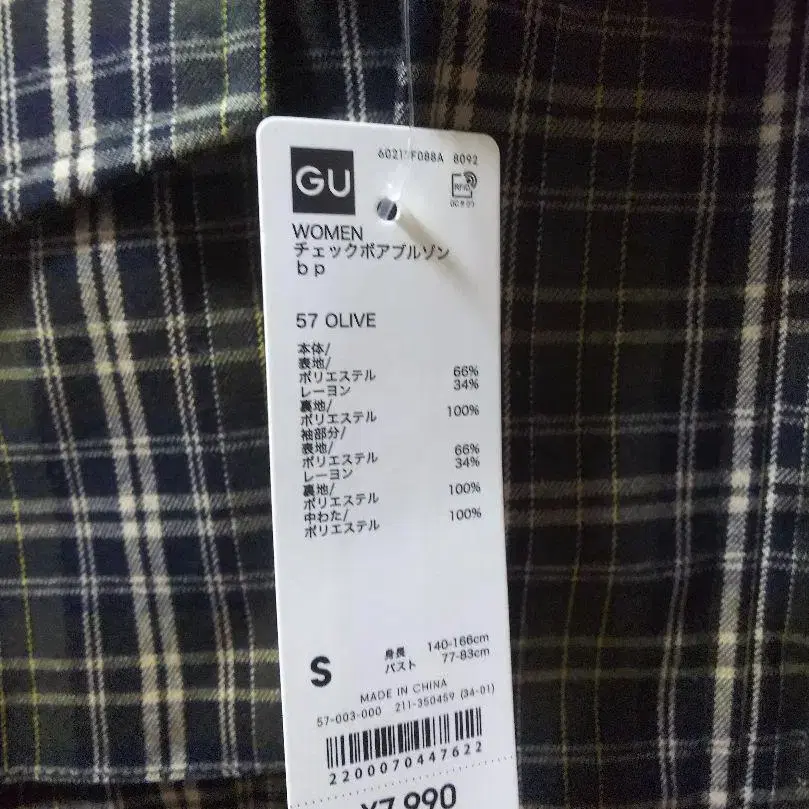 GU
6021 F088A 8092
RFID
WOMEN
チェックボアブルゾン
bp
57 OLIVE
本体/
表地/
ポリエステル 66%
レーヨン 34%
裏地/
ポリエステル 100%
袖部分/
表地/
ポリエステル 66%
レーヨン 34%
裏地/
ポリエステル 100%
中わた/
ポリエステル 100%
S
身長 140-166cm
バスト 77-83cm
MADE IN CHINA
57-003-000 211-350459 (34-01)
2200070447622
¥7,990